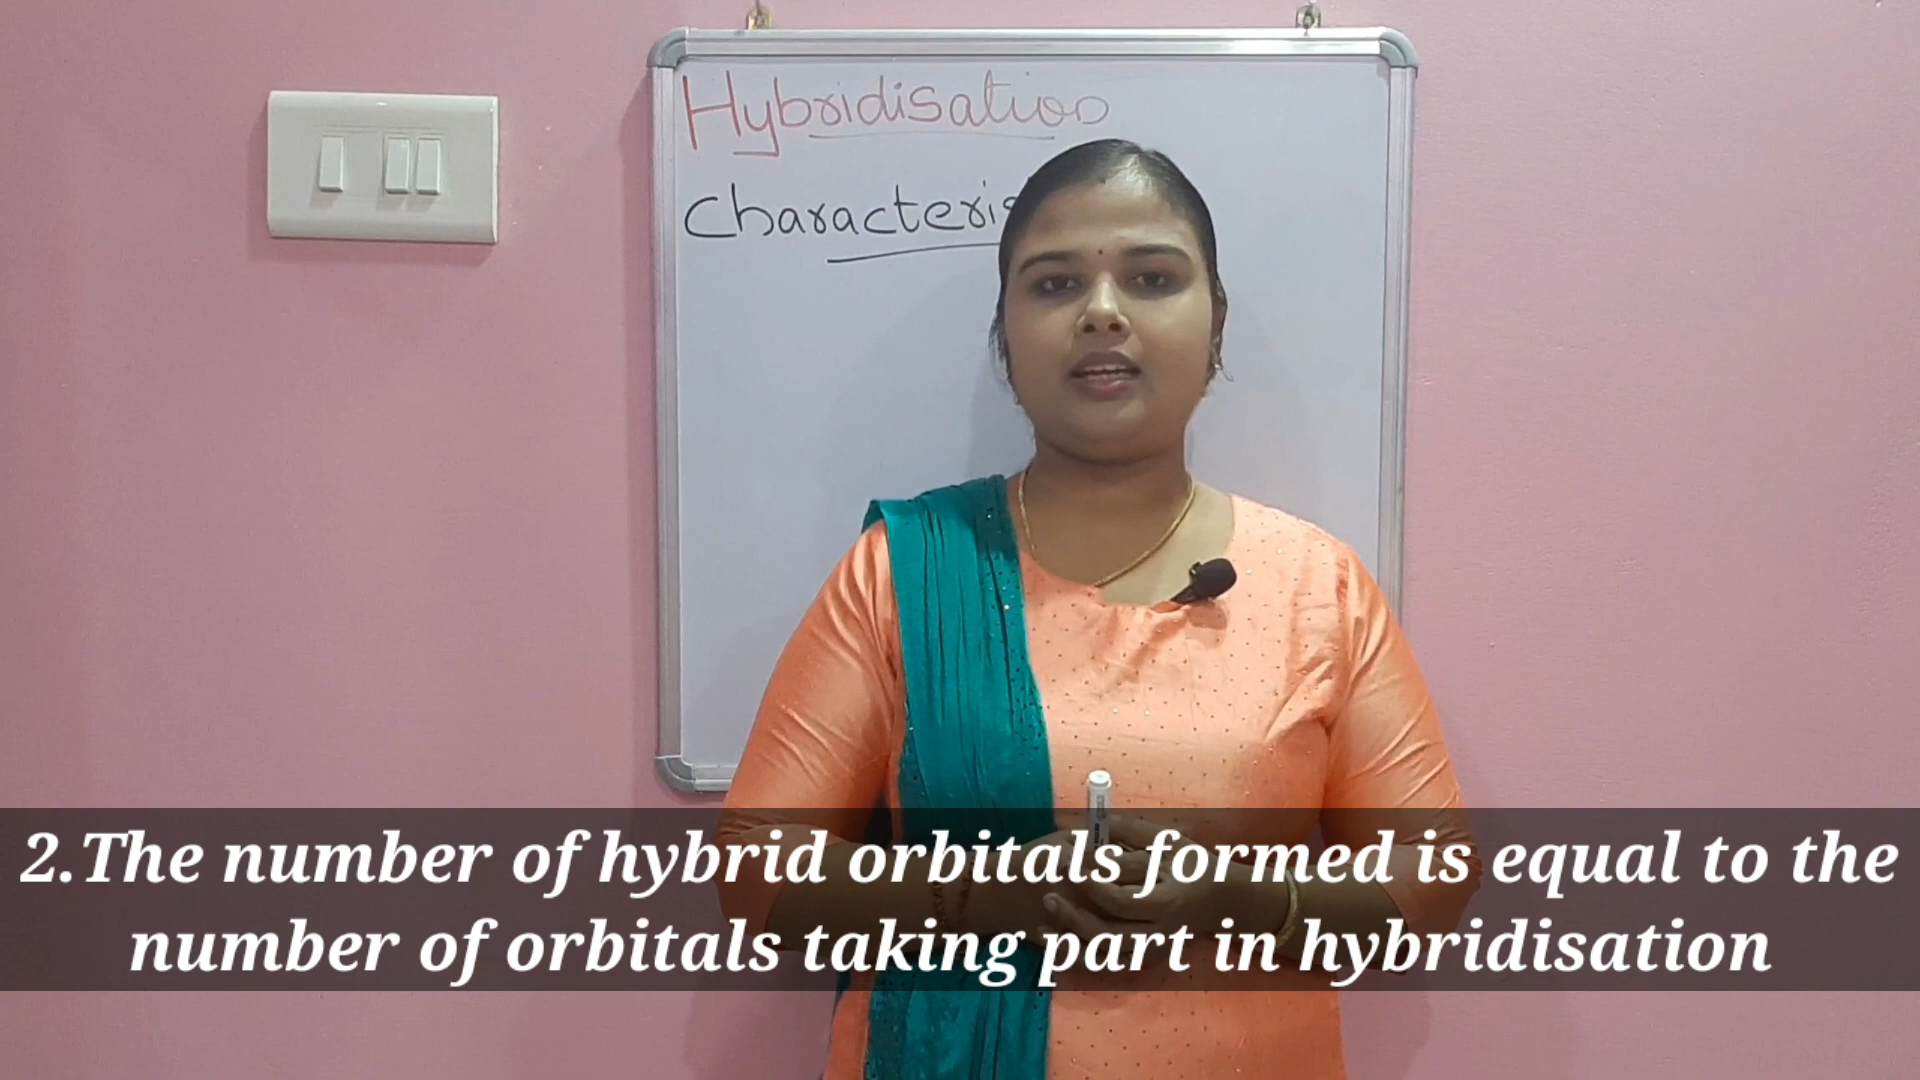 Hybridisation
Characteris
2.The number of hybrid orbitals formed is equal to the
number of orbitals taking part in hybridisation